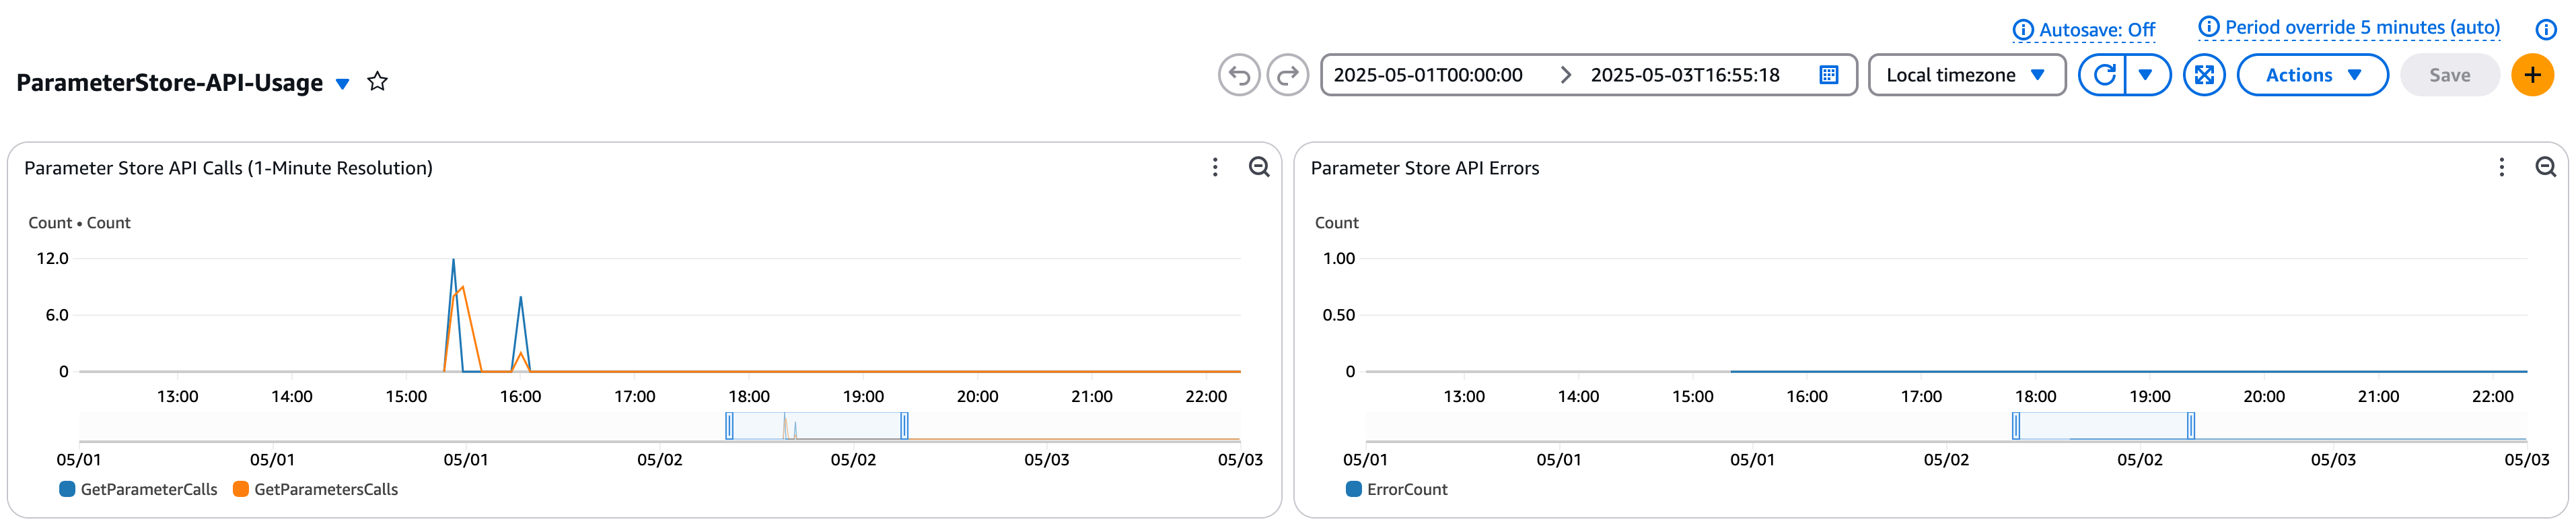 Autosave: Off
Period override 5 minutes (auto)
ParameterStore-API-Usage
2025-05-01T00:00:00
2025-05-03T16:55:18
Local timezone
Actions
Save
Parameter Store API Calls (1-Minute Resolution)
Count • Count
12.0
6.0
0
13:00 14:00 15:00 16:00 17:00 18:00 19:00 20:00 21:00 22:00
05/01 05/01 05/01 05/02 05/02 05/03 05/03
GetParameterCalls GetParametersCalls
Parameter Store API Errors
Count
1.00
0.50
0
13:00 14:00 15:00 16:00 17:00 18:00 19:00 20:00 21:00 22:00
05/01 05/01 05/01 05/02 05/02 05/03 05/03
ErrorCount